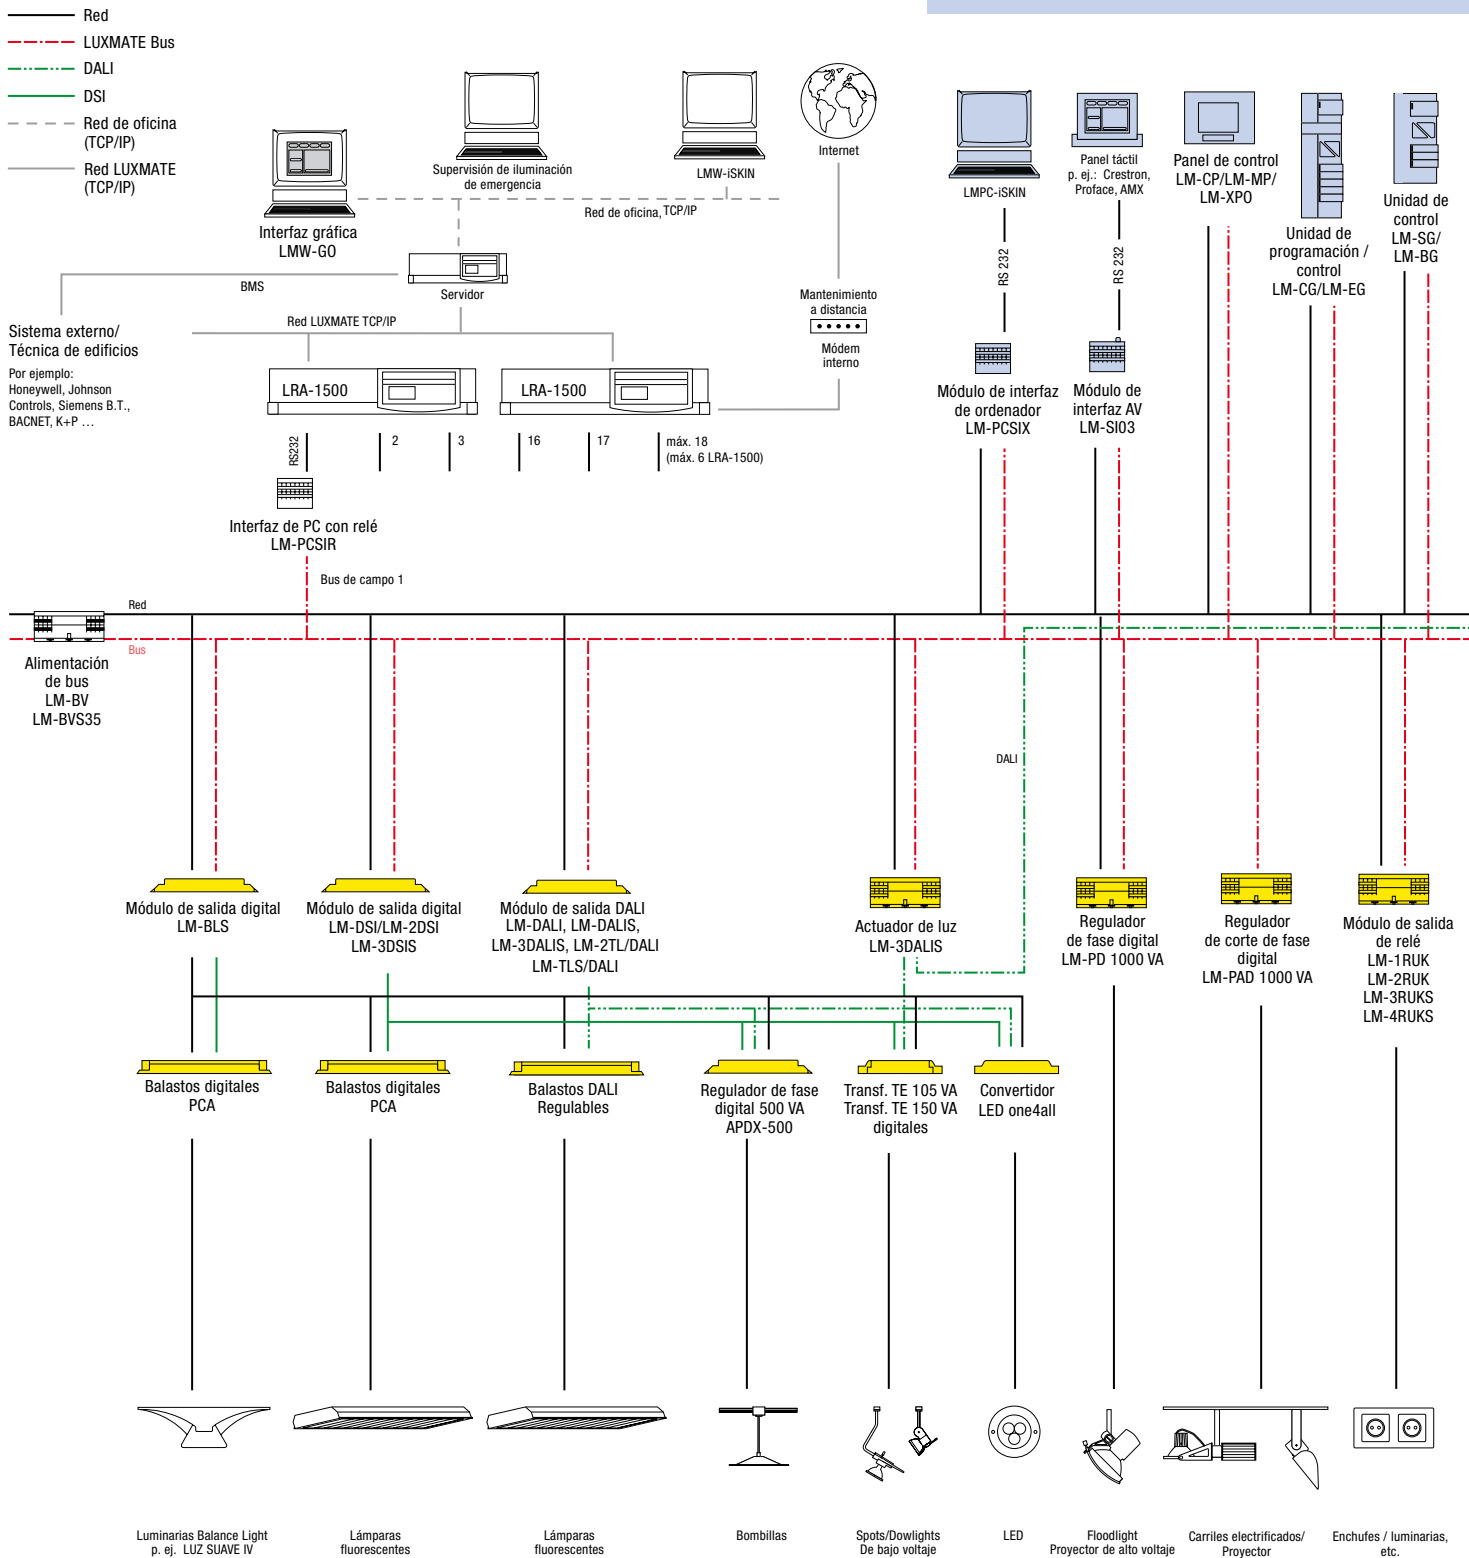 Red
LUXMATE Bus
DALI
DSI
Red de oficina
(TCP/IP)
Red LUXMATE
(TCP/IP)
Interfaz gráfica
LMW-GO
Supervisión de iluminación
de emergencia
LMW-iSKIN
Internet
Red de oficina, TCP/IP
LMPC-iSKIN
Panel táctil
p. ej.: Crestron,
Proface, AMX
Panel de control
LM-CP/LM-MP/
LM-XPO
Unidad de
programación /
control
LM-CG/LM-EG
Unidad de
control
LM-SG/
LM-BG
RS 232
RS 232
BMS
Servidor
Mantenimiento
a distancia
Módem
interno
Sistema externo/
Técnica de edificios
Por ejemplo:
Honeywell, Johnson
Controls, Siemens B.T.,
BACNET, K+P …
Red LUXMATE TCP/IP
LRA-1500
LRA-1500
RS232
2
3
16
17
máx. 18
(máx. 6 LRA-1500)
Módulo de interfaz
de ordenador
LM-PCSIX
Módulo de
interfaz AV
LM-SI03
Interfaz de PC con relé
LM-PCSIR
Bus de campo 1
Red
Bus
Alimentación
de bus
LM-BV
LM-BVS35
DALI
Módulo de salida digital
LM-BLS
Módulo de salida digital
LM-DSI/LM-2DSI
LM-3DSIS
Módulo de salida DALI
LM-DALI, LM-DALIS,
LM-3DALIS, LM-2TL/DALI
LM-TLS/DALI
Actuador de luz
LM-3DALIS
Regulador
de fase digital
LM-PD 1000 VA
Regulador
de corte de fase
digital
LM-PAD 1000 VA
Módulo de salida
de relé
LM-1RUK
LM-2RUK
LM-3RUKS
LM-4RUKS
Balastos digitales
PCA
Balastos digitales
PCA
Balastos DALI
Regulables
Regulador de fase
digital 500 VA
APDX-500
Transf. TE 105 VA
Transf. TE 150 VA
digitales
Convertidor
LED one4all
Luminarias Balance Light
p. ej. LUZ SUAVE IV
Lámparas
fluorescentes
Lámparas
fluorescentes
Bombillas
Spots/Dowlights
De bajo voltaje
LED
Floodlight
Proyector de alto voltaje
Carriles electrificados/
Proyector
Enchufes / luminarias,
etc.